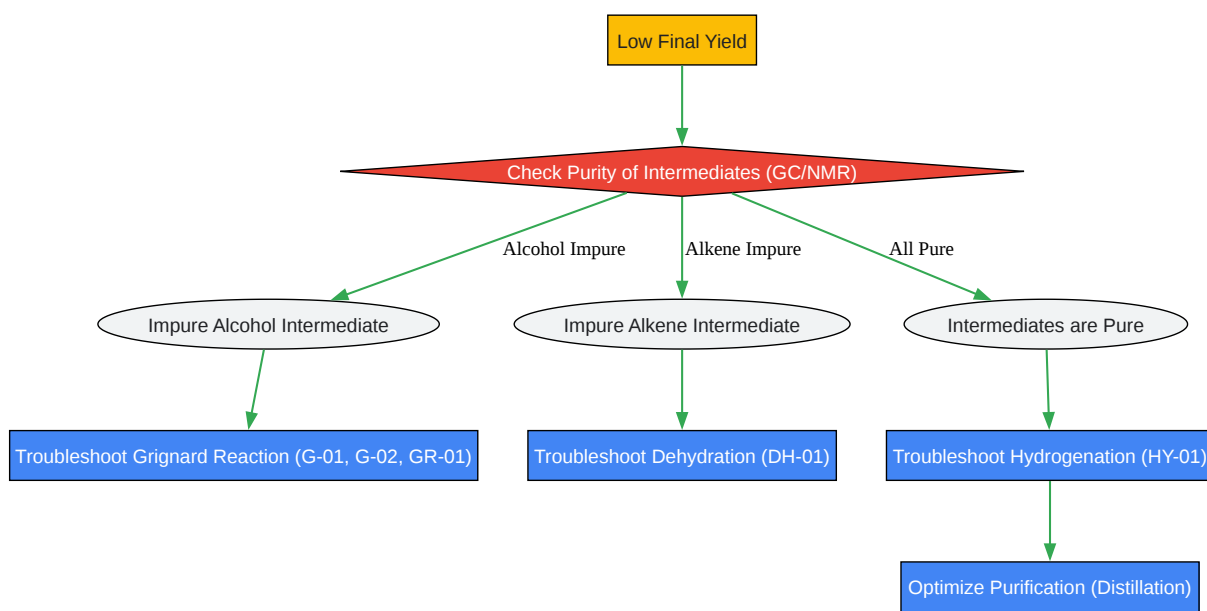 Low Final Yield
Check Purity of Intermediates (GC/NMR)
Alcohol Impure
Alkene Impure
All Pure
Impure Alcohol Intermediate
Impure Alkene Intermediate
Intermediates are Pure
Troubleshoot Grignard Reaction (G-01, G-02, GR-01)
Troubleshoot Dehydration (DH-01)
Troubleshoot Hydrogenation (HY-01)
Optimize Purification (Distillation)